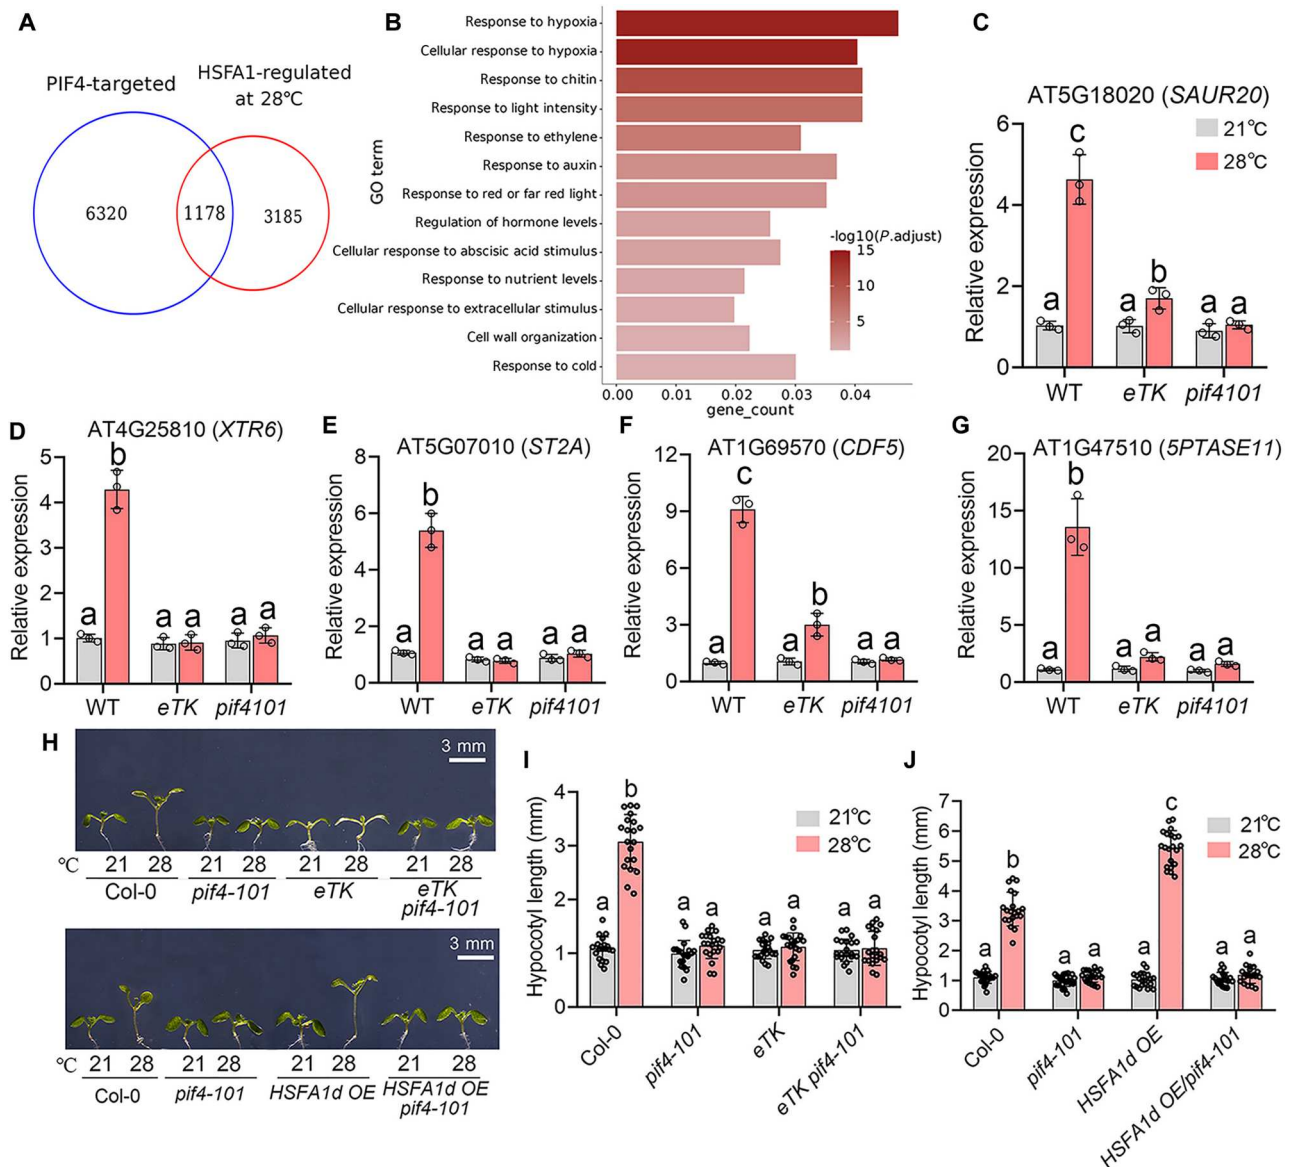 A
PIF4-targeted
HSFA1-regulated
at 28°C
6320
1178
3185
B
GO term
Response to hypoxia
Cellular response to hypoxia
Response to chitin
Response to light intensity
Response to ethylene
Response to auxin
Response to red or far red light
Regulation of hormone levels
Cellular response to abscisic acid stimulus
Response to nutrient levels
Cellular response to extracellular stimulus
Cell wall organization
Response to cold
0.00 0.01 0.02 0.03 0.04
gene_count
-log10(P.adjust)
15
10
5
C
AT5G18020 (SAUR20)
21°C
28°C
Relative expression
6
4
2
0
a c a b a a
WT eTK pif4101
D
AT4G25810 (XTR6)
Relative expression
5
4
3
2
1
0
a b a a a a
WT eTK pif4101
E
AT5G07010 (ST2A)
Relative expression
8
6
4
2
0
a b a a a a
WT eTK pif4101
F
AT1G69570 (CDF5)
Relative expression
12
9
6
3
0
a c a b a a
WT eTK pif4101
G
AT1G47510 (5PTASE11)
Relative expression
20
15
10
5
0
a b a a a a
WT eTK pif4101
H
3 mm
°C 21 28 21 28 21 28 21 28
Col-0 pif4-101 eTK eTK
pif4-101
3 mm
°C 21 28 21 28 21 28 21 28
Col-0 pif4-101 HSFA1d OE HSFA1d OE
pif4-101
I
Hypocotyl length (mm)
4
3
2
1
0
21°C
28°C
a b a a a a a a
Col-0 pif4-101 eTK eTK pif4-101
J
Hypocotyl length (mm)
7
6
5
4
3
2
1
0
21°C
28°C
a b a a a c a a
Col-0 pif4-101 HSFA1d OE HSFA1d OE/pif4-101